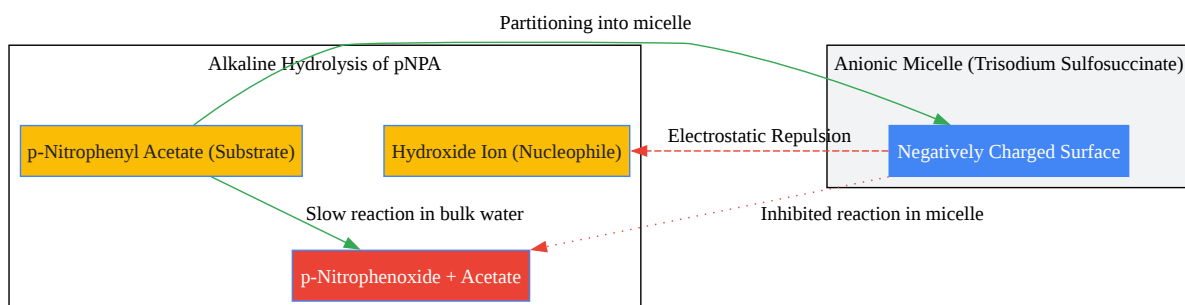 Partitioning into micelle
Alkaline Hydrolysis of pNPA
Anionic Micelle (Trisodium Sulfosuccinate)
p-Nitrophenyl Acetate (Substrate)
Hydroxide Ion (Nucleophile)
Electrostatic Repulsion
Negatively Charged Surface
Slow reaction in bulk water
Inhibited reaction in micelle
p-Nitrophenoxide + Acetate